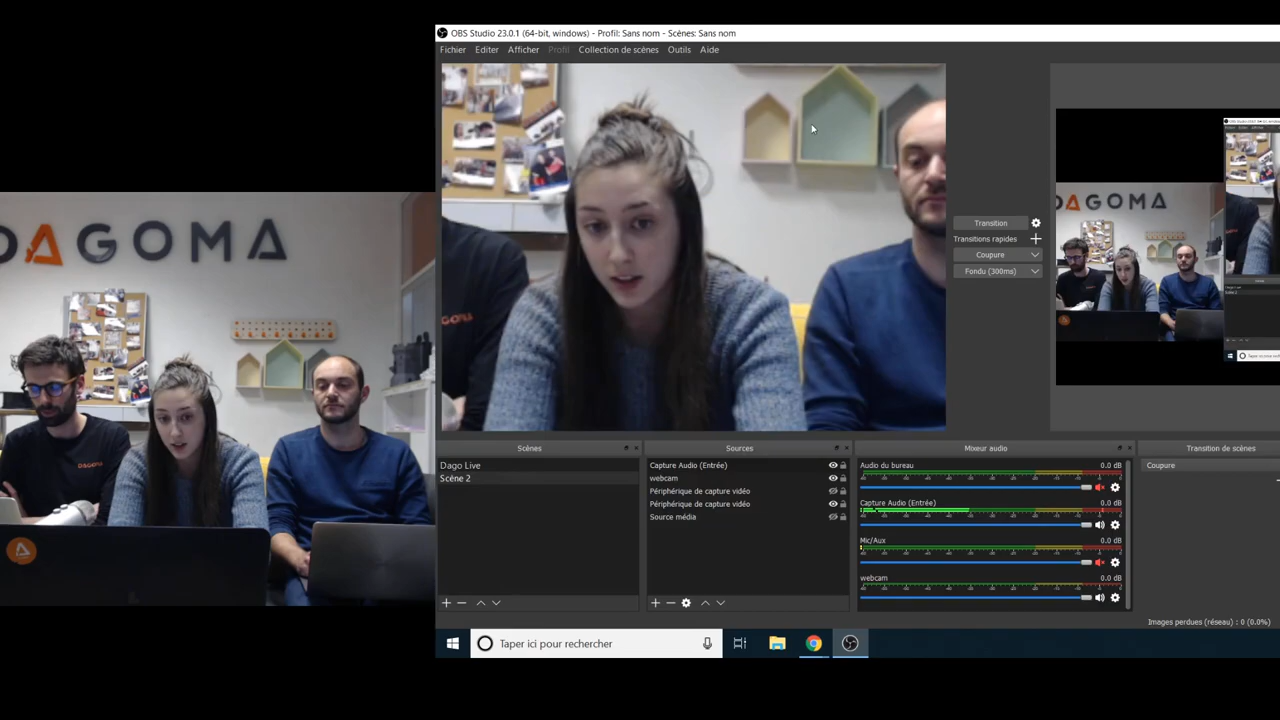 OBS Studio 23.0.1 (64-bit, windows) - Profil: Sans nom - Scènes: Sans nom
Fichier Editer Afficher Profil Collection de scènes Outils Aide
DAGOMA
DAGOMA
Transition
Transitions rapides
Coupure
Fondu (300ms)
DAGOMA
Scènes
Dago Live
Scène 2
Sources
Capture Audio (Entrée)
webcam
Périphérique de capture vidéo
Périphérique de capture vidéo
Source média
Mixeur audio
Audio du bureau 0.0 dB
Capture Audio (Entrée) 0.0 dB
Mic/Aux 0.0 dB
webcam 0.0 dB
Transition de scènes
Coupure
Images perdues (réseau) : 0 (0.0%)
Taper ici pour rechercher